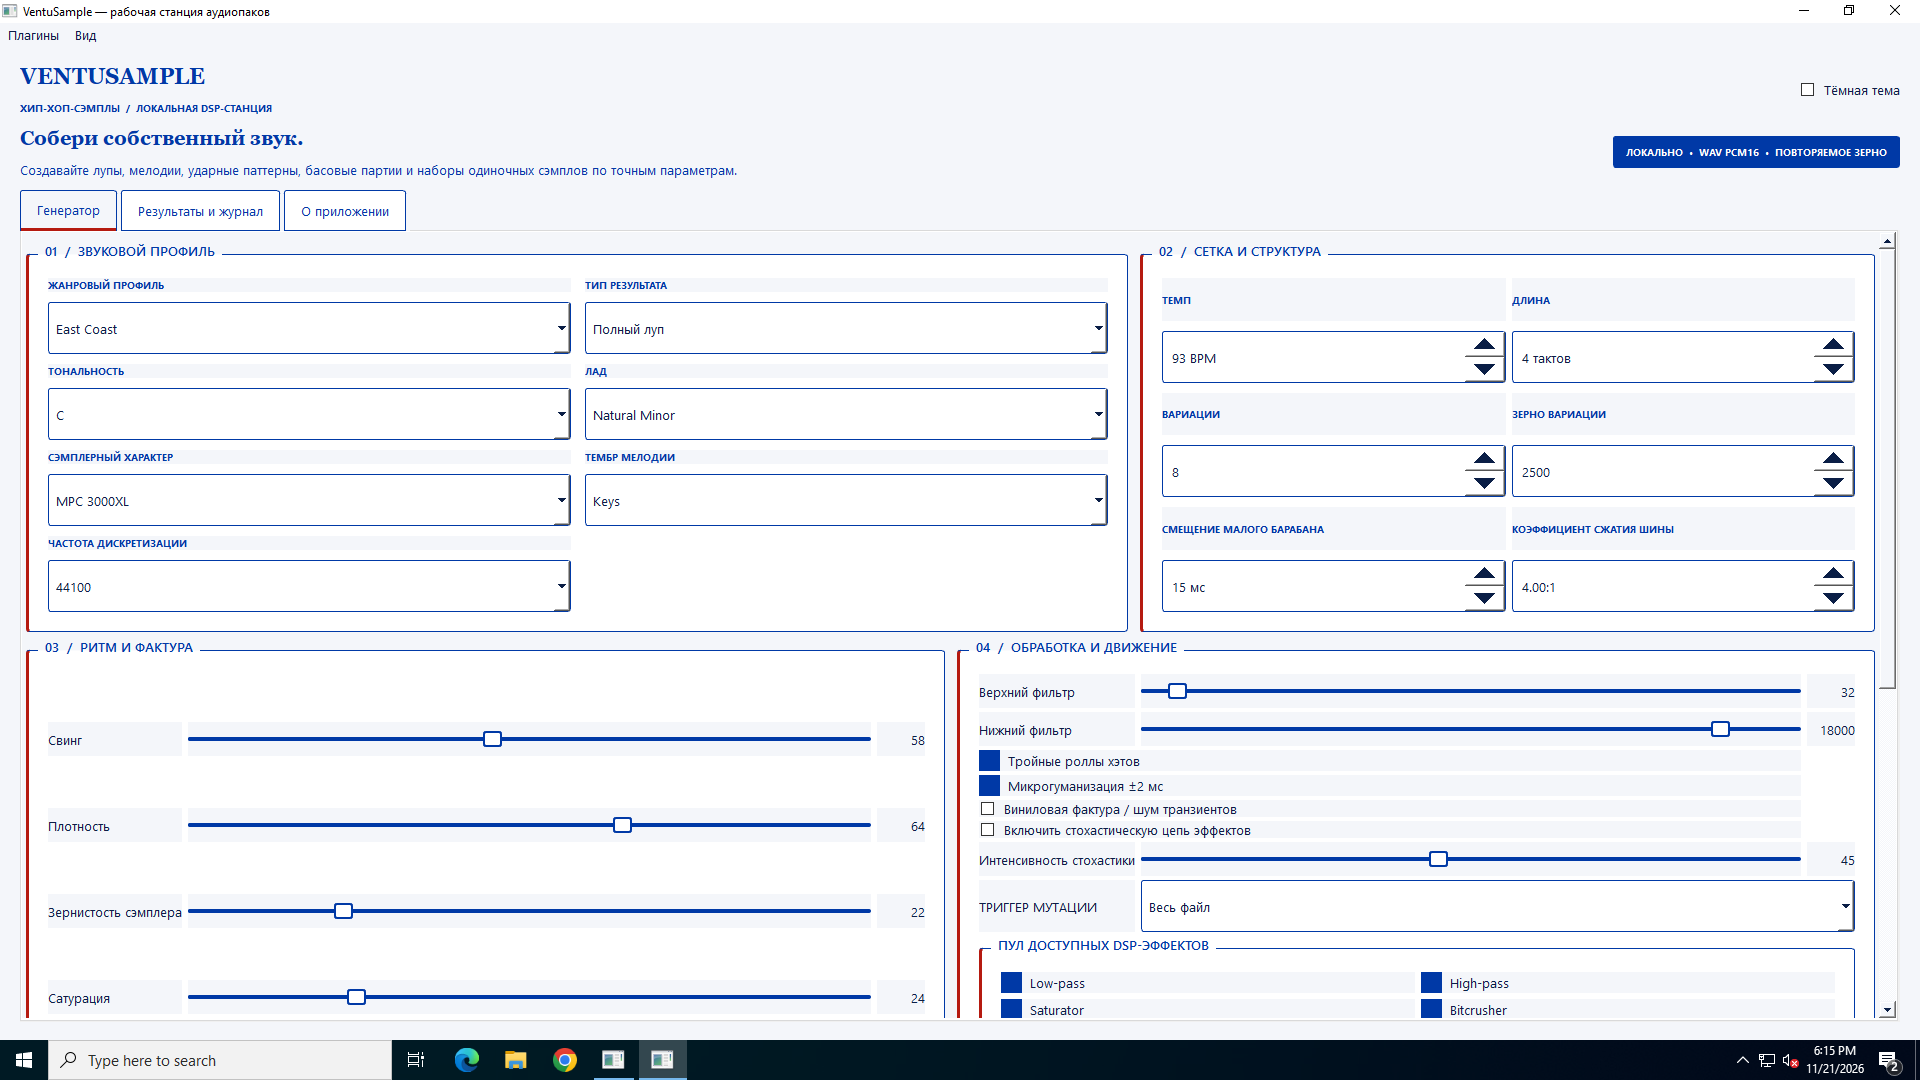 VentuSample — рабочая станция аудиопаков
Плагины Вид
VENTUSAMPLE
ХИП-ХОП-СЭМПЛЫ / ЛОКАЛЬНАЯ DSP-СТАНЦИЯ
Тёмная тема
Собери собственный звук.
ЛОКАЛЬНО • WAV PCM16 • ПОВТОРЯЕМОЕ ЗЕРНО
Создавайте лупы, мелодии, ударные паттерны, басовые партии и наборы одиночных сэмплов по точным параметрам.
Генератор Результаты и журнал О приложении
01 / ЗВУКОВОЙ ПРОФИЛЬ
ЖАНРОВЫЙ ПРОФИЛЬ ТИП РЕЗУЛЬТАТА
East Coast Полный луп
ТОНАЛЬНОСТЬ ЛАД
C Natural Minor
СЭМПЛЕРНЫЙ ХАРАКТЕР ТЕМБР МЕЛОДИИ
MPC 3000XL Keys
ЧАСТОТА ДИСКРЕТИЗАЦИИ
44100
02 / СЕТКА И СТРУКТУРА
ТЕМП ДЛИНА
93 BPM 4 тактов
ВАРИАЦИИ ЗЕРНО ВАРИАЦИИ
8 2500
СМЕЩЕНИЕ МАЛОГО БАРАБАНА КОЭФФИЦИЕНТ СЖАТИЯ ШИНЫ
15 мс 4.00:1
03 / РИТМ И ФАКТУРА
Свинг 58
Плотность 64
Зернистость сэмплера 22
Сатурация 24
04 / ОБРАБОТКА И ДВИЖЕНИЕ
Верхний фильтр 32
Нижний фильтр 18000
Тройные роллы хэтов
Микрогуманизация ±2 мс
Виниловая фактура / шум транзиентов
Включить стохастическую цепь эффектов
Интенсивность стохастики 45
ТРИГГЕР МУТАЦИИ Весь файл
ПУЛ ДОСТУПНЫХ DSP-ЭФФЕКТОВ
Low-pass High-pass
Saturator Bitcrusher
Type here to search
6:15 PM
11/21/2026
2